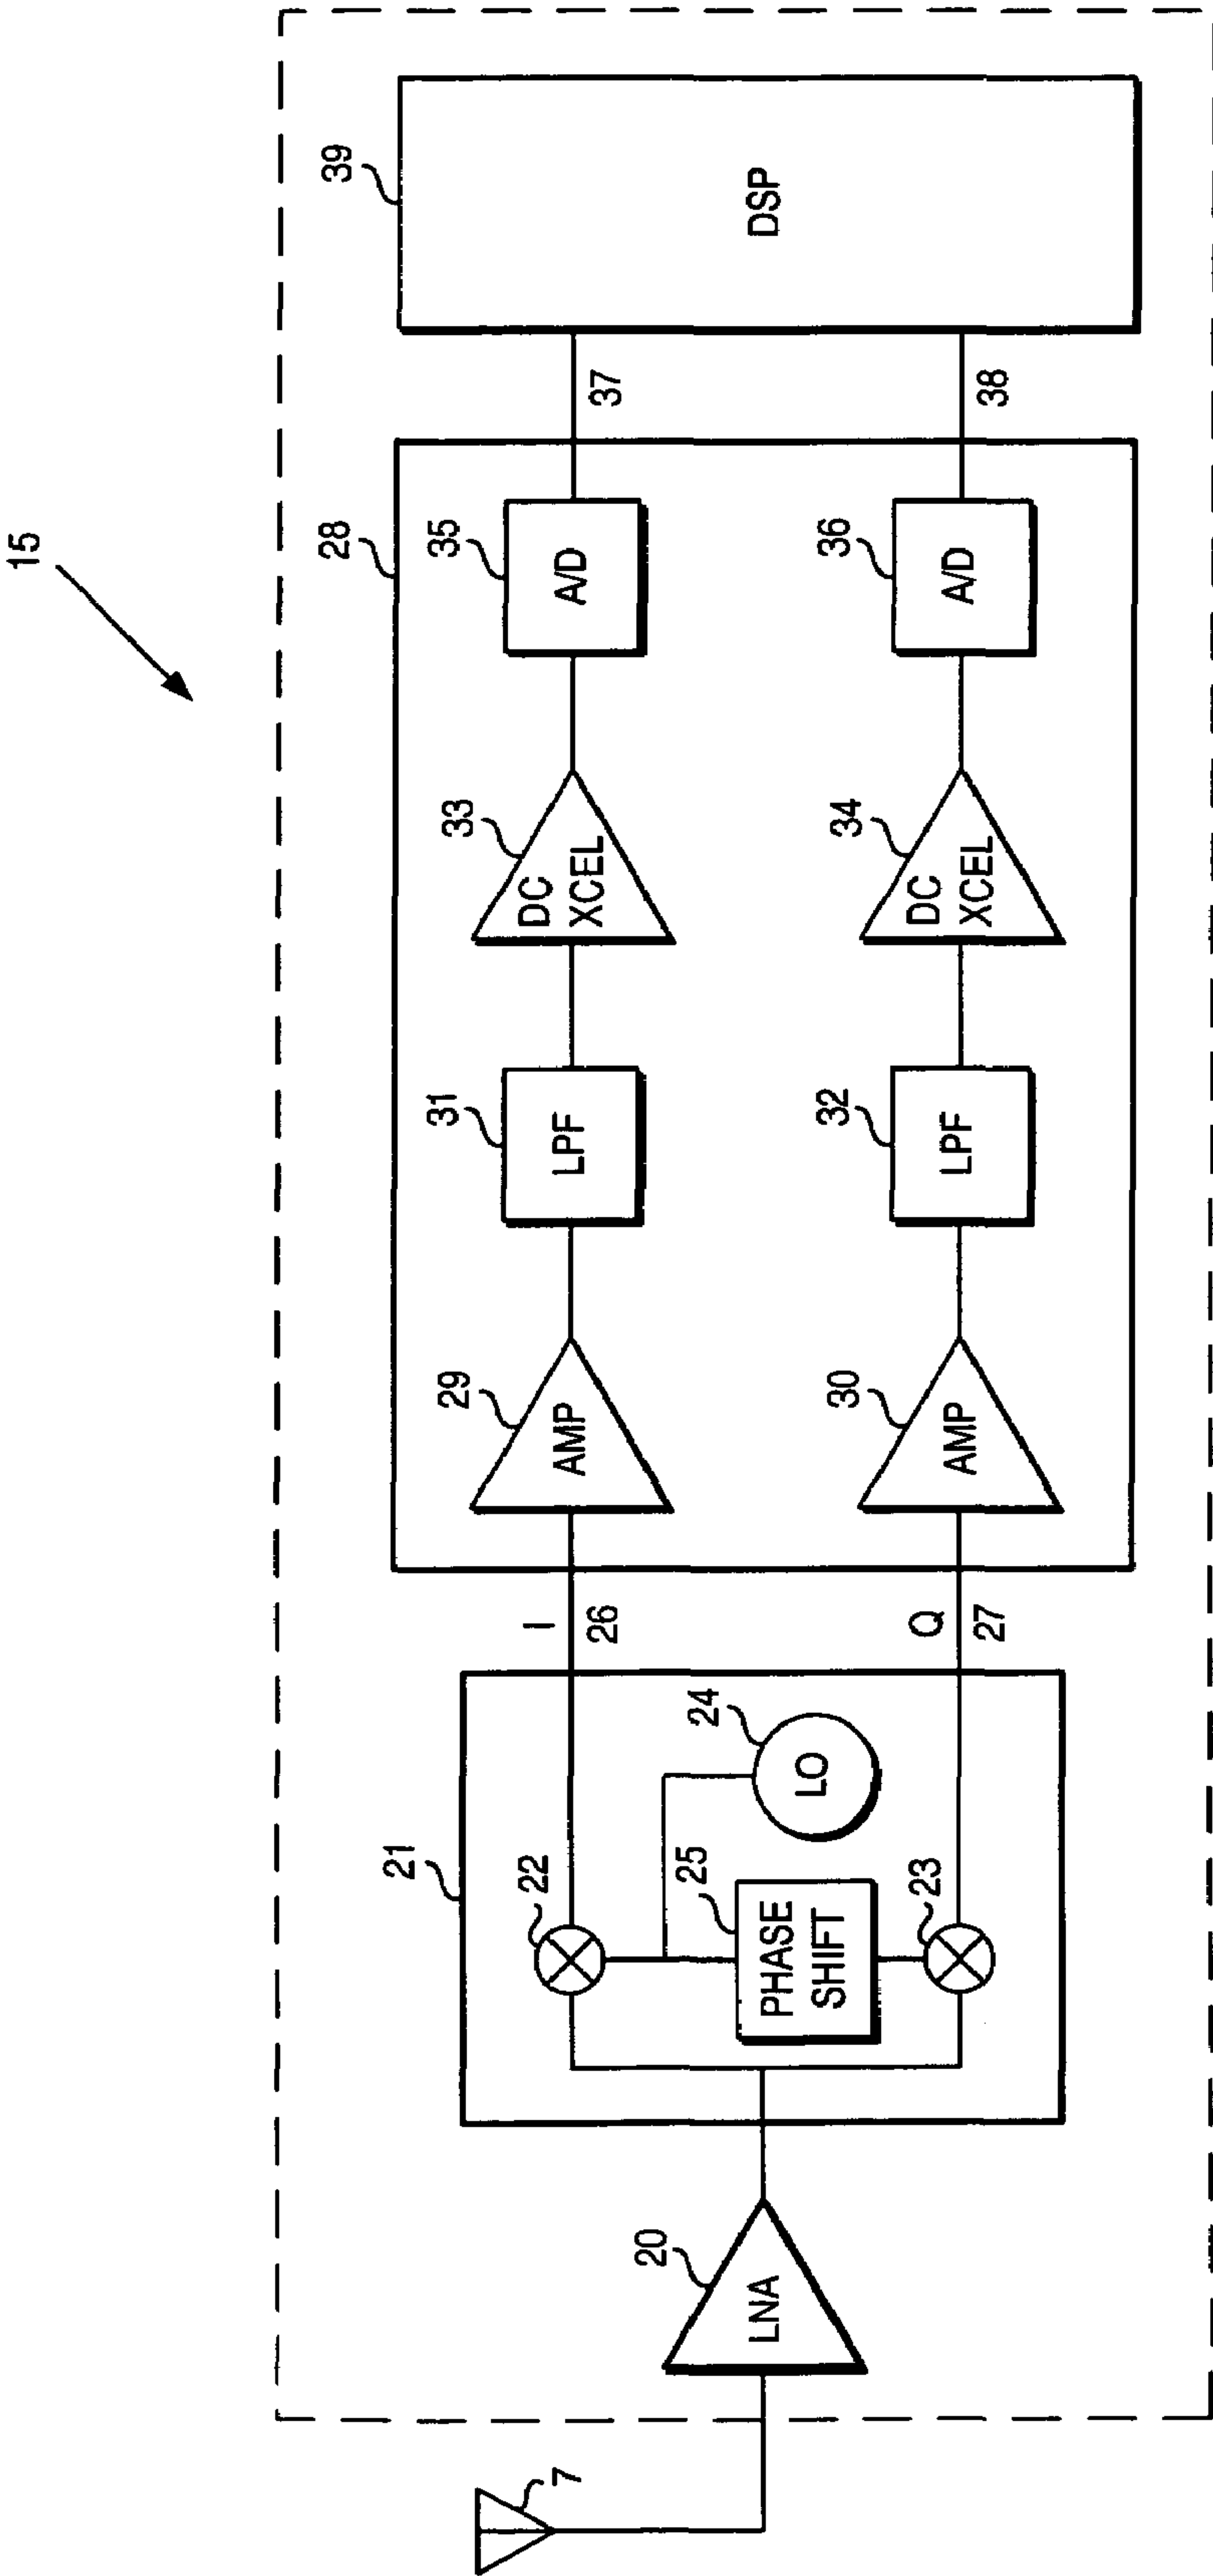 15
39
DSP
37
38
28
35
A/D
36
A/D
33
DC
XCEL
34
DC
XCEL
31
LPF
32
LPF
29
AMP
30
AMP
I
26
Q
27
21
22
24
LO
25
PHASE
SHIFT
23
20
LNA
7